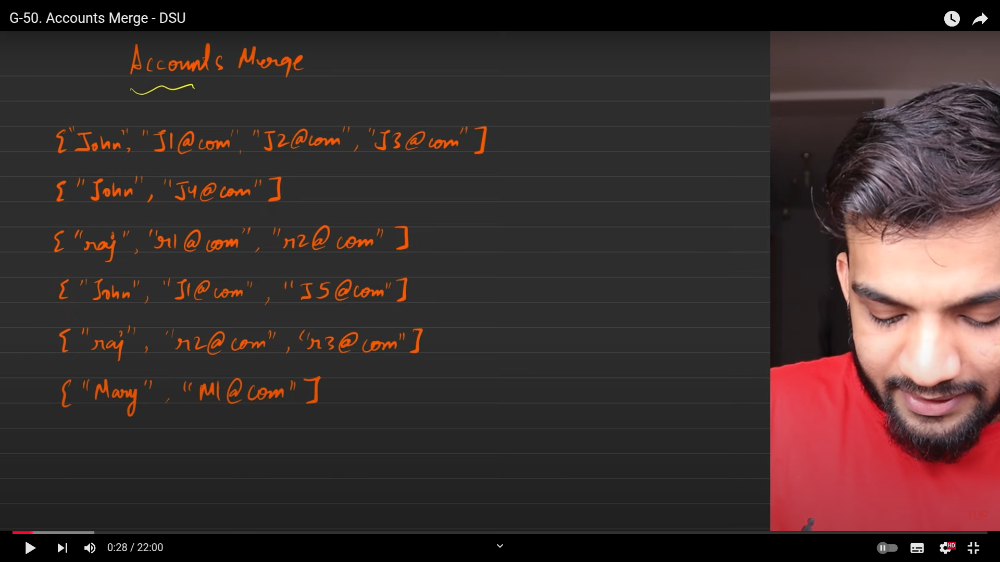 G-50. Accounts Merge - DSU
Accounts Merge
{"John", "J1@com", "J2@com", "J3@com"]
{"John", "J4@com"]
{"raj", "r1@com", "r2@com"]
{"John", "J1@com", "J5@com"]
{"raj", "r2@com", "r3@com"]
{"Mary", "M1@com"]
TUF
0:28 / 22:00
HD